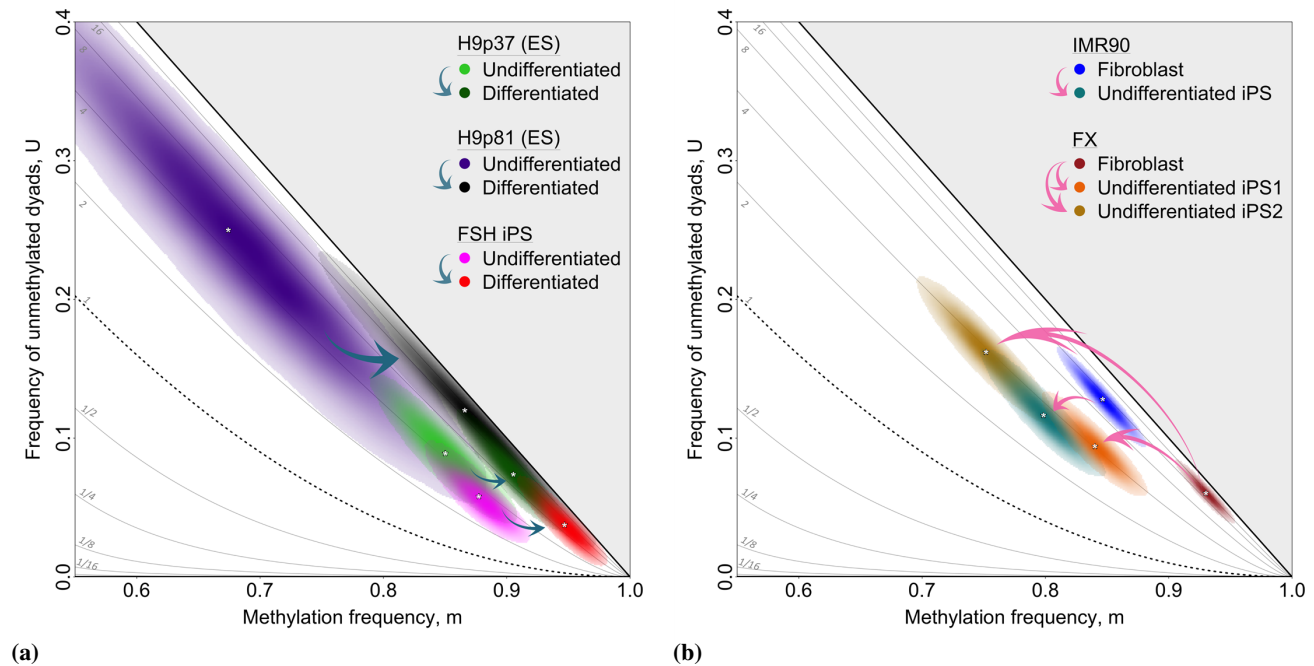 Frequency of unmethylated dyads, U
0.4
0.3
0.2
0.1
0.0
16
8
4
2
1
1/2
1/4
1/8
1/16
H9p37 (ES)
Undifferentiated
Differentiated
H9p81 (ES)
Undifferentiated
Differentiated
FSH iPS
Undifferentiated
Differentiated
0.6 0.7 0.8 0.9 1.0
Methylation frequency, m
(a)
Frequency of unmethylated dyads, U
0.4
0.3
0.2
0.1
0.0
16
8
4
2
1
1/2
1/4
1/8
1/16
IMR90
Fibroblast
Undifferentiated iPS
FX
Fibroblast
Undifferentiated iPS1
Undifferentiated iPS2
0.6 0.7 0.8 0.9 1.0
Methylation frequency, m
(b)